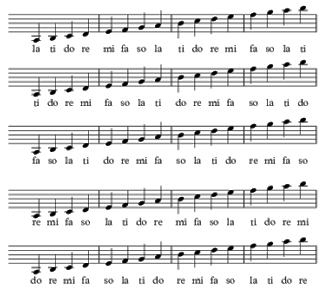 la ti do re mi fa so la ti do re mi fa so la ti
ti do re mi fa so la ti do re mi fa so la ti do
fa so la ti do re mi fa so la ti do re mi fa so
re mi fa so la ti do re mi fa so la ti do re mi
do re mi fa so la ti do re mi fa so la ti do re